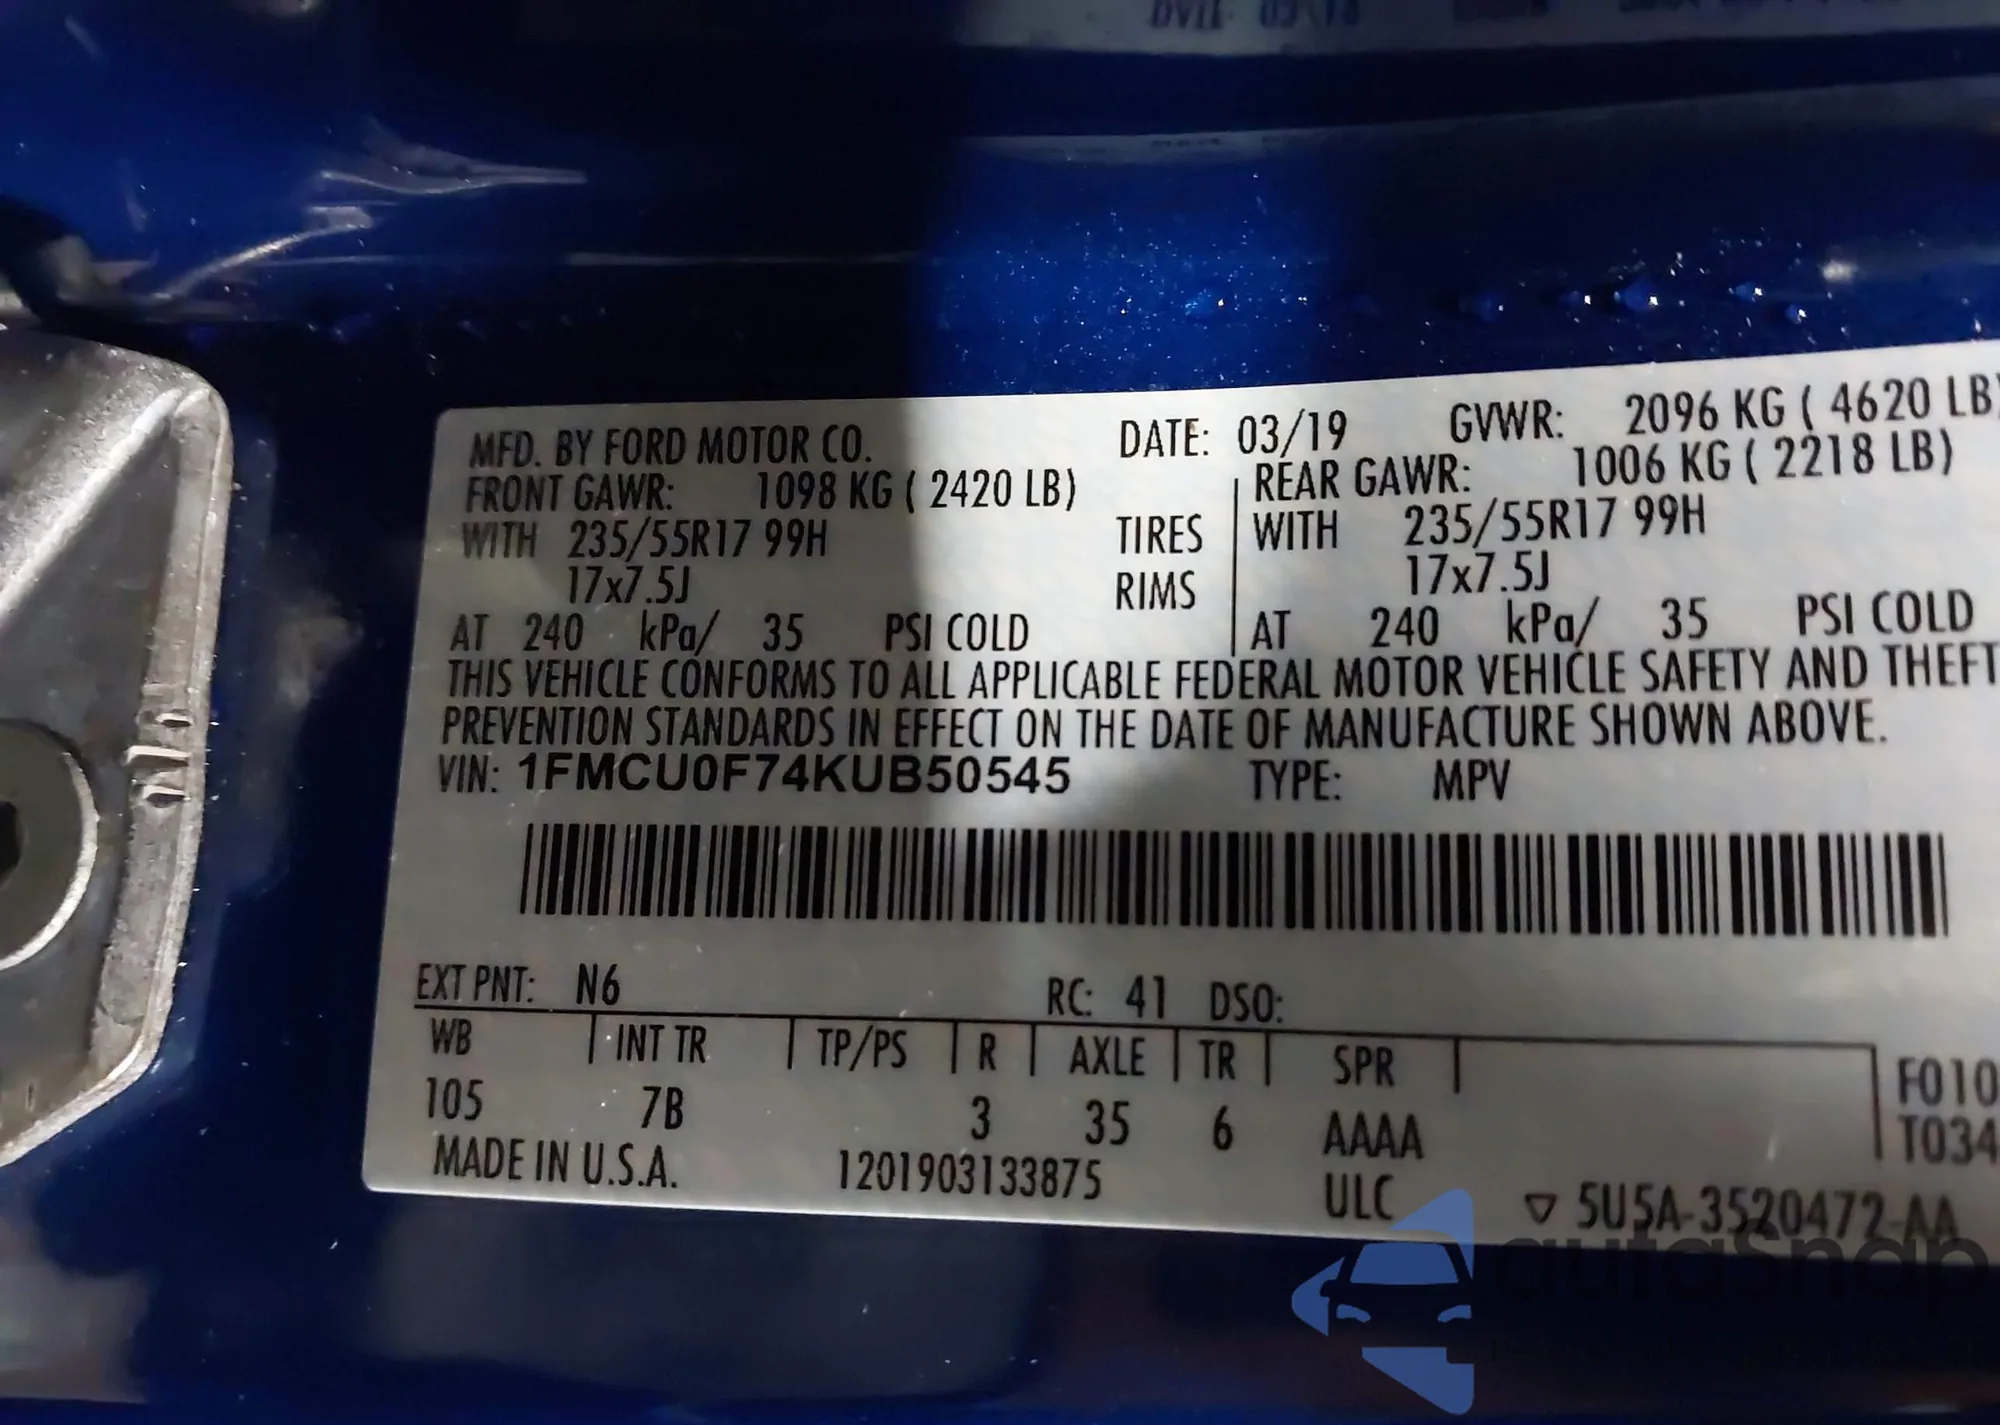 MFD. BY FORD MOTOR CO. DATE: 03/19 GVWR: 2096 KG ( 4620 LB)
FRONT GAWR: 1098 KG ( 2420 LB) REAR GAWR: 1006 KG ( 2218 LB)
WITH 235/55R17 99H TIRES WITH 235/55R17 99H
17x7.5J RIMS 17x7.5J
AT 240 kPa/ 35 PSI COLD AT 240 kPa/ 35 PSI COLD
THIS VEHICLE CONFORMS TO ALL APPLICABLE FEDERAL MOTOR VEHICLE SAFETY AND THEFT
PREVENTION STANDARDS IN EFFECT ON THE DATE OF MANUFACTURE SHOWN ABOVE.
VIN: 1FMCU0F74KUB50545 TYPE: MPV
EXT PNT: N6 RC: 41 DSO:
WB INT TR TP/PS R AXLE TR SPR F010
105 7B 3 35 6 AAAA T034
MADE IN U.S.A. 1201903133875 ULC ▽ 5U5A-3520472-AA
autosnap